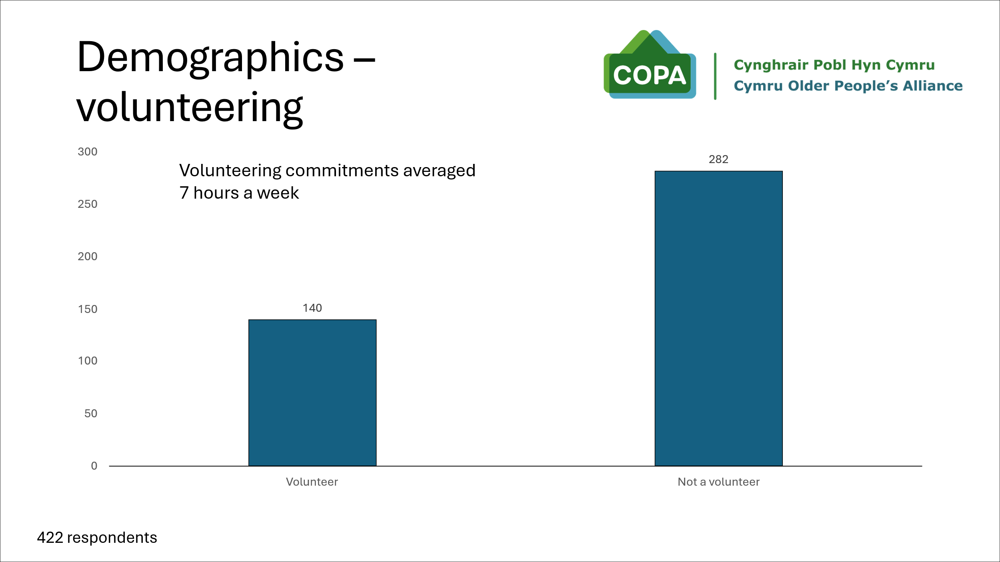 Demographics –
volunteering
COPA
Cynghrair Pobl Hyn Cymru
Cymru Older People’s Alliance
300
250
200
150
100
50
0
Volunteering commitments averaged
7 hours a week
140
282
Volunteer
Not a volunteer
422 respondents